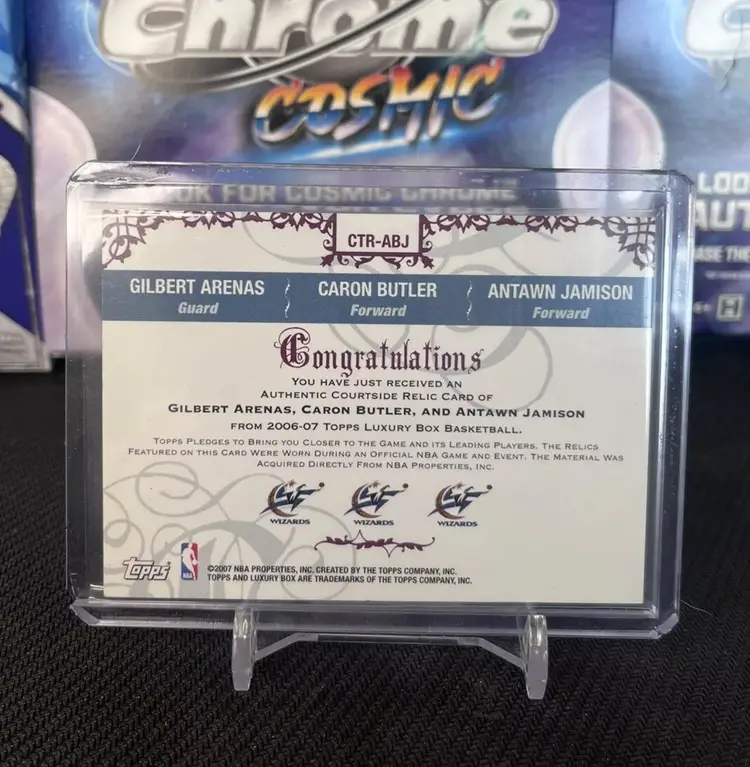 Chrome
COSMIC
LOOK FOR COSMIC CHROME
LOO
AUT
ASE THE
CTR-ABJ
GILBERT ARENAS
Guard
CARON BUTLER
Forward
ANTAWN JAMISON
Forward
Congratulations
YOU HAVE JUST RECEIVED AN
AUTHENTIC COURTSIDE RELIC CARD OF
GILBERT ARENAS, CARON BUTLER, AND ANTAWN JAMISON
FROM 2006-07 TOPPS LUXURY BOX BASKETBALL.
TOPPS PLEDGES TO BRING YOU CLOSER TO THE GAME AND ITS LEADING PLAYERS. THE RELICS
FEATURED ON THIS CARD WERE WORN DURING AN OFFICIAL NBA GAME AND EVENT. THE MATERIAL WAS
ACQUIRED DIRECTLY FROM NBA PROPERTIES, INC.
WIZARDS WIZARDS WIZARDS
topps NBA
©2007 NBA PROPERTIES, INC. CREATED BY THE TOPPS COMPANY, INC.
TOPPS AND LUXURY BOX ARE TRADEMARKS OF THE TOPPS COMPANY, INC.